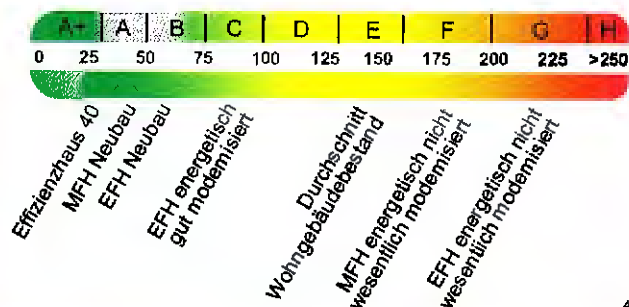 A+ A B C D E F G H
0 25 50 75 100 125 150 175 200 225 >250
Effizienzhaus 40
MFH Neubau
EFH Neubau
EFH energetisch
gut modernisiert
Durchschnitt
Wohngebäudebestand
MFH energetisch nicht
wesentlich modernisiert
EFH energetisch nicht
wesentlich modernisiert